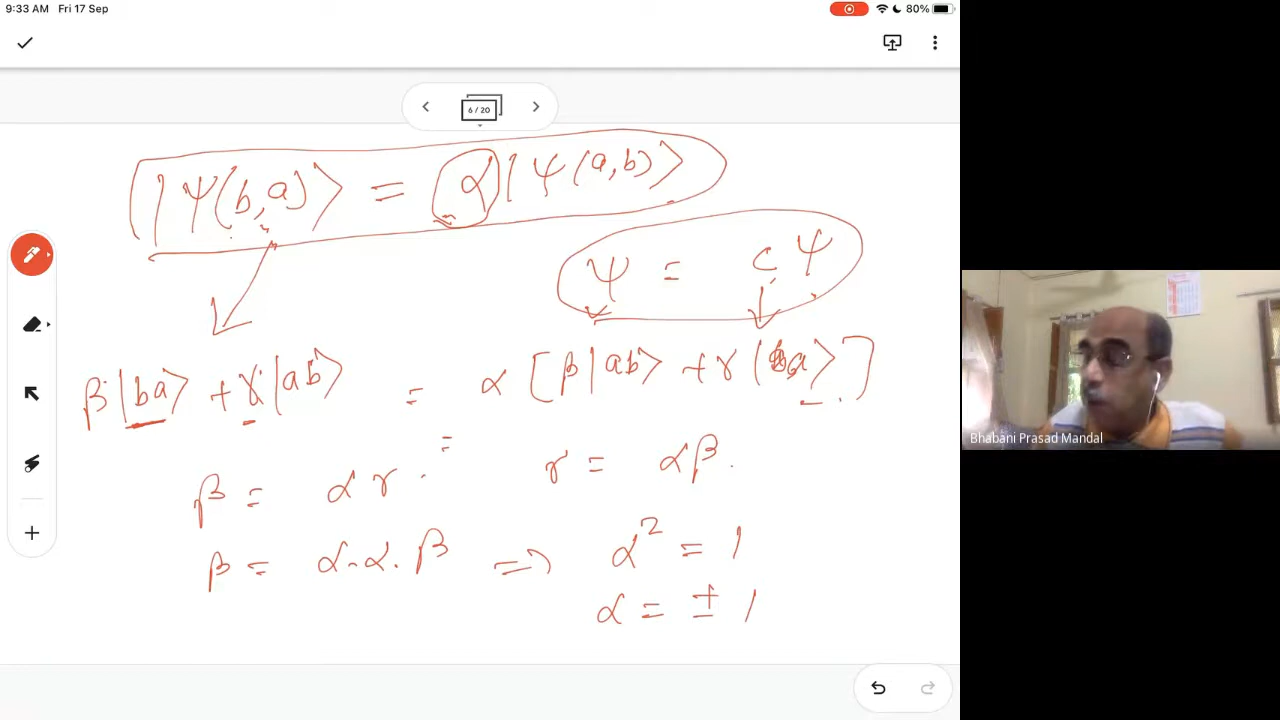 9:33 AM Fri 17 Sep
80%
6 / 20
|Ψ(b,a)⟩ = α|Ψ(a,b)⟩
Ψ = cΨ
β|ba⟩ + γ|ab⟩ = α[β|ab⟩ + γ|ba⟩]
β = αγ. = γ = αβ.
β = α.α.β ⇒ α² = 1
α = ± 1
Bhabani Prasad Mandal